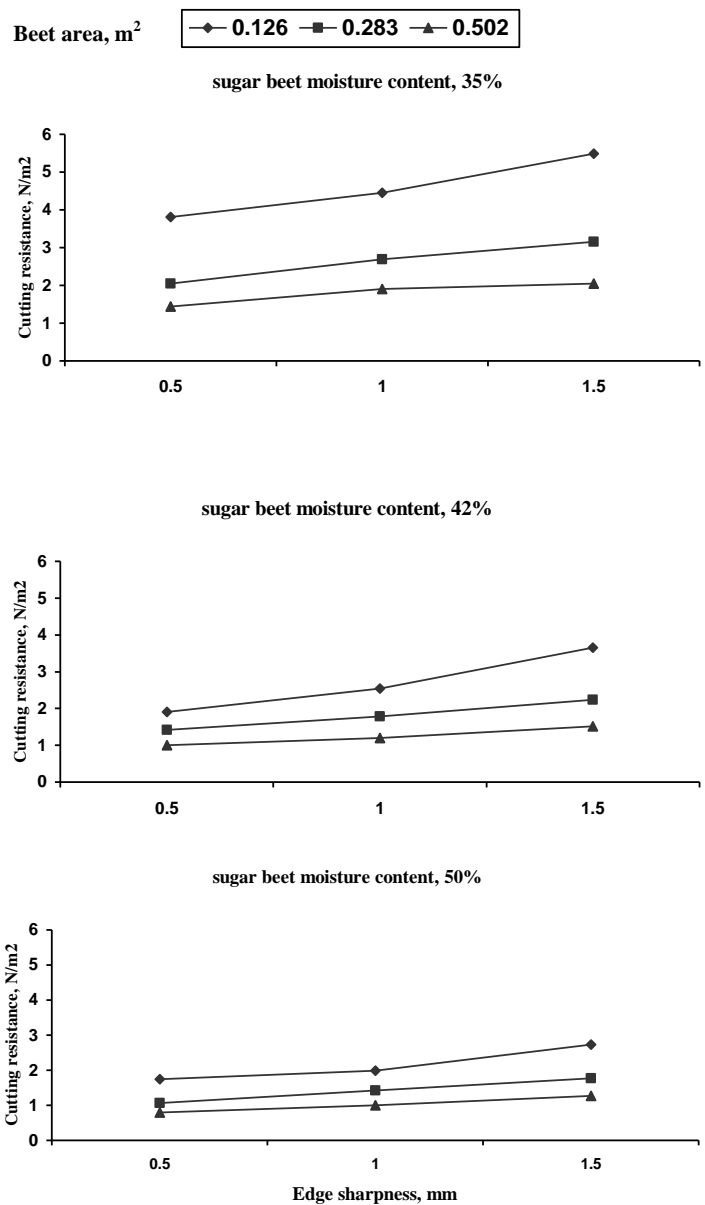 Beet area, m²
0.126 0.283 0.502
sugar beet moisture content, 35%
Cutting resistance, N/m2
6
5
4
3
2
1
0
0.5 1 1.5
sugar beet moisture content, 42%
Cutting resistance, N/m2
6
5
4
3
2
1
0
0.5 1 1.5
sugar beet moisture content, 50%
Cutting resistance, N/m2
6
5
4
3
2
1
0
0.5 1 1.5
Edge sharpness, mm